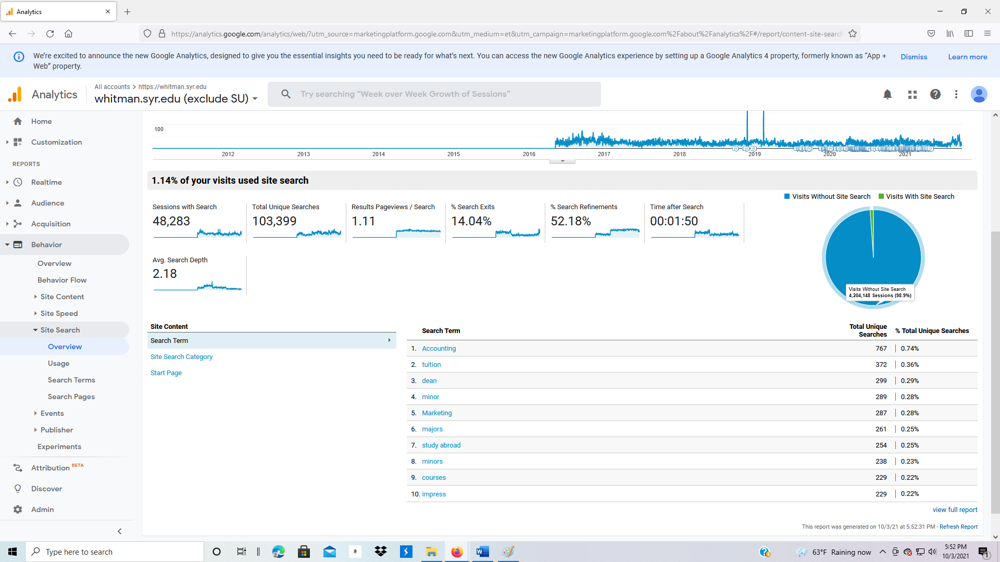 Analytics
https://analytics.google.com/analytics/web/?utm_source=marketingplatform.google.com&utm_medium=et&utm_campaign=marketingplatform.google.com%2Fabout%2Fanalytics%2F#/report/content-site-search
We're excited to announce the new Google Analytics, designed to give you the essential insights you need to be ready for what's next. You can access the new Google Analytics experience by setting up a Google Analytics 4 property, formerly known as “App +
Web” property.
Dismiss
Learn more
Analytics
All accounts > https://whitman.syr.edu
whitman.syr.edu (exclude SU)
Try searching “Week over Week Growth of Sessions”
Home
Customization
REPORTS
Realtime
Audience
Acquisition
Behavior
Overview
Behavior Flow
Site Content
Site Speed
Site Search
Overview
Usage
Search Terms
Search Pages
Events
Publisher
Experiments
Attribution BETA
Discover
Admin
100
2012 2013 2014 2015 2016 2017 2018 2019 2020 2021
1.14% of your visits used site search
Visits Without Site Search Visits With Site Search
Sessions with Search
48,283
Total Unique Searches
103,399
Results Pageviews / Search
1.11
% Search Exits
14.04%
% Search Refinements
52.18%
Time after Search
00:01:50
Avg. Search Depth
2.18
Visits Without Site Search
4,204,148 Sessions (98.9%)
Site Content
Search Term
Site Search Category
Start Page
Search Term Total Unique Searches % Total Unique Searches
1. Accounting 767 0.74%
2. tuition 372 0.36%
3. dean 299 0.29%
4. minor 289 0.28%
5. Marketing 287 0.28%
6. majors 261 0.25%
7. study abroad 254 0.25%
8. minors 238 0.23%
9. courses 229 0.22%
10. impress 229 0.22%
view full report
This report was generated on 10/3/21 at 5:52:31 PM - Refresh Report
Type here to search
a
63°F Raining now
5:52 PM
10/3/2021
1